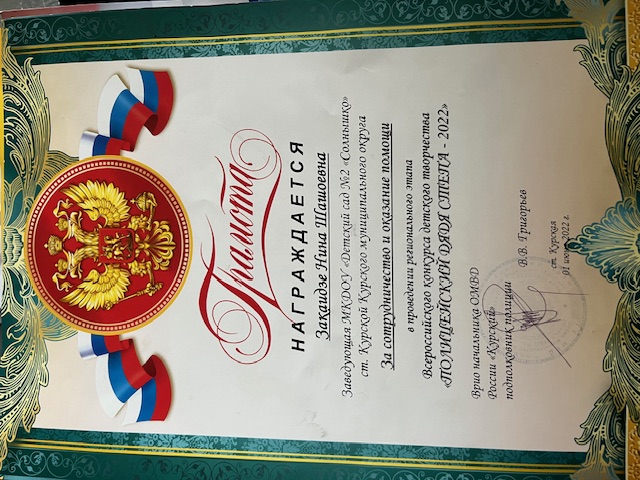 Грамота
НАГРАЖДАЕТСЯ
Закаидзе Нина Шашоевна
Заведующая МКДОУ «Детский сад №2 «Солнышко»
ст. Курской Курского муниципального округа
За сотрудничество и оказание помощи
в проведении регионального этапа
Всероссийского конкурса детского творчества
«ПОЛИЦЕЙСКИЙ ДЯДЯ СТЕПА - 2022»
Врио начальника ОМВД
России «Курский»
подполковник полиции
В.В. Григорьев
ст. Курская
01 2022 г.